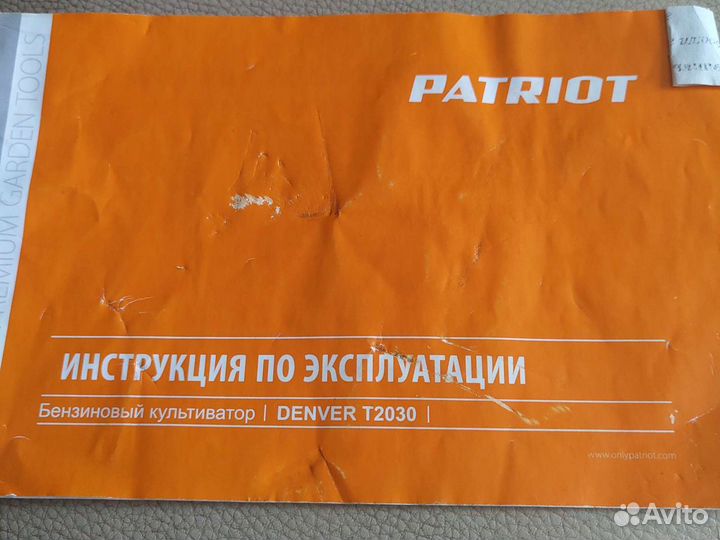 PATRIOT
PREMIUM GARDEN TOOLS
ИНСТРУКЦИЯ ПО ЭКСПЛУАТАЦИИ
Бензиновый культиватор | DENVER T2030 |
www.onlypatriot.com
Avito